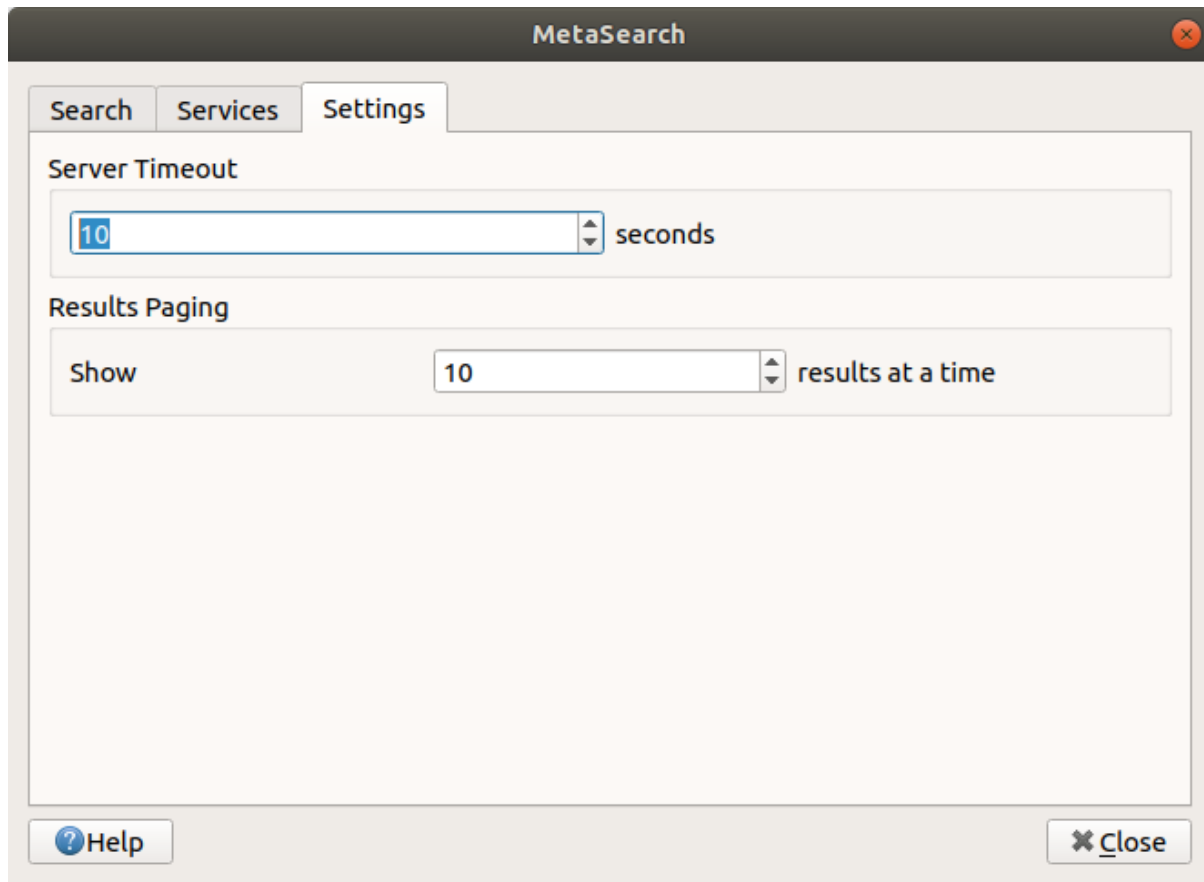 MetaSearch
Search Services Settings
Server Timeout
10 seconds
Results Paging
Show 10 results at a time
Help Close